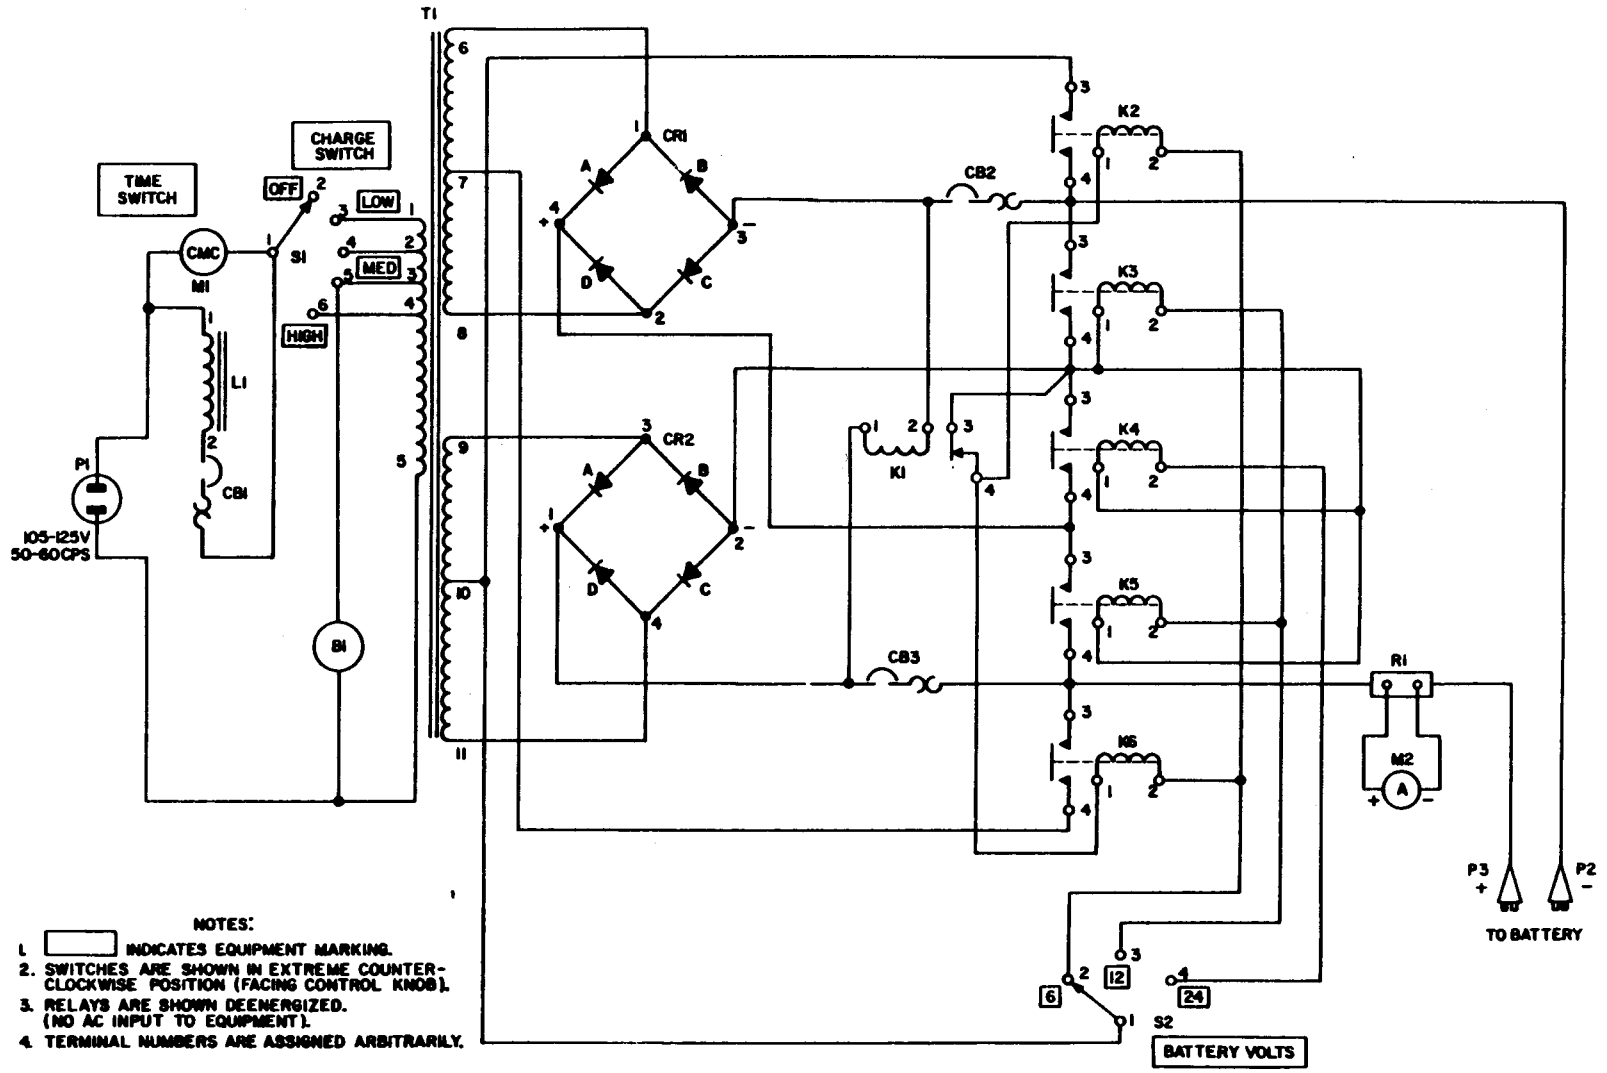 T1
6
3
K2
CR1
1
CHARGE
SWITCH
TIME
SWITCH
OFF
2
LOW
3
1
7
A
B
4
+
-
3
CB2
1
2
4
CMC
M1
1
S1
4
2
MED
5
3
4
6
HIGH
D
C
2
8
3
K3
1
2
4
1
L1
2
CB1
P1
105-125V
50-60CPS
5
9
3
CR2
A
B
1
+
-
2
D
C
4
10
11
1
2
3
K1
4
3
K4
1
2
4
3
K5
1
2
4
B1
CB3
R1
3
K6
1
2
4
M2
A
+
-
P3
+
P2
-
TO BATTERY
NOTES:
1. INDICATES EQUIPMENT MARKING.
2. SWITCHES ARE SHOWN IN EXTREME COUNTER-
CLOCKWISE POSITION (FACING CONTROL KNOB).
3. RELAYS ARE SHOWN DEENERGIZED.
(NO AC INPUT TO EQUIPMENT).
4. TERMINAL NUMBERS ARE ASSIGNED ARBITRARILY.
2
6
3
12
4
24
1
S2
BATTERY VOLTS